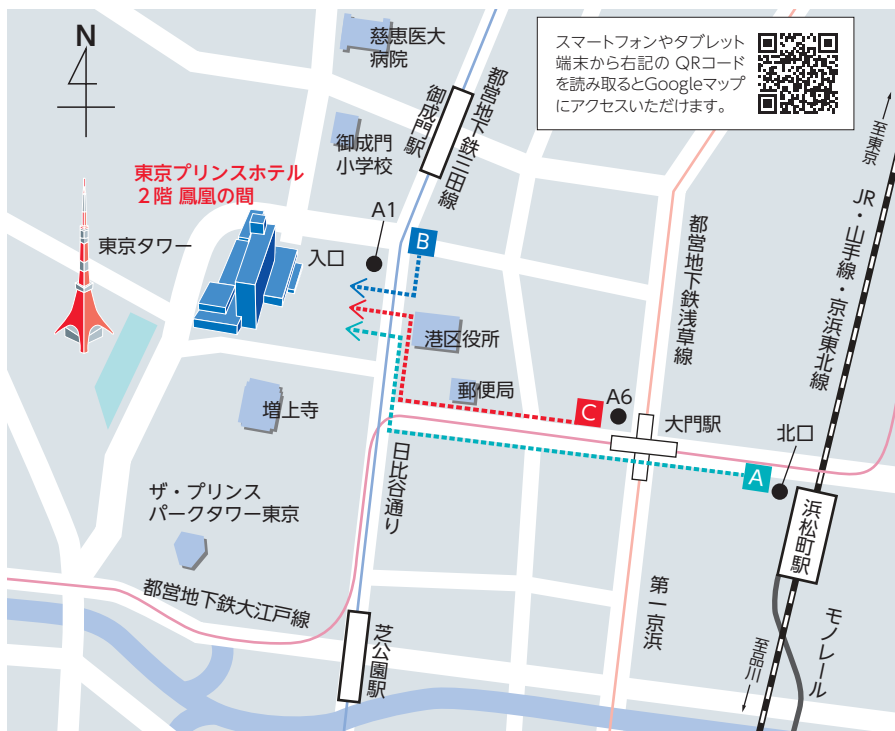 N
慈恵医大
病院
スマートフォンやタブレット
端末から右記の QRコード
を読み取るとGoogleマップ
にアクセスいただけます。
御成門駅
都営地下鉄三田線
至東京
御成門
小学校
東京プリンスホテル
2階 鳳凰の間
A1
JR・山手線・京浜東北線
東京タワー
入口
B
都営地下鉄浅草線
港区役所
郵便局
C
A6
大門駅
増上寺
北口
A
日比谷通り
ザ・プリンス
パークタワー東京
浜松町駅
都営地下鉄大江戸線
第一京浜
芝公園駅
モノレール
至品川